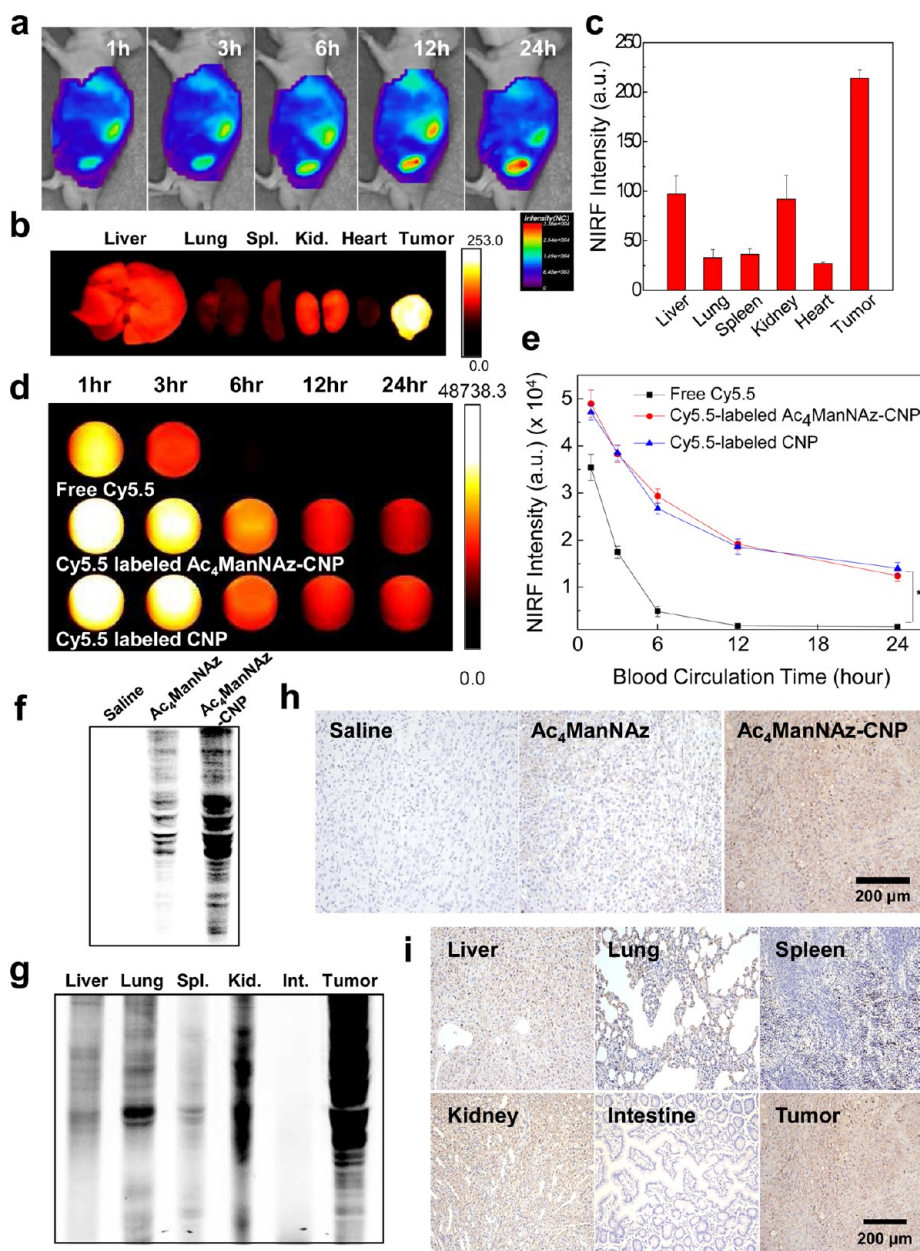 a
1h 3h 6h 12h 24h
b
Liver Lung Spl. Kid. Heart Tumor
253.0
0.0
Intensity(NC)
0
c
NIRF Intensity (a.u.)
250
200
150
100
50
0
Liver Lung Spleen Kidney Heart Tumor
d
1hr 3hr 6hr 12hr 24hr
48738.3
Free Cy5.5
Cy5.5 labeled Ac₄ManNAz-CNP
Cy5.5 labeled CNP
0.0
e
NIRF Intensity (a.u.) (x 10⁴)
5
4
3
2
1
Free Cy5.5
Cy5.5-labeled Ac₄ManNAz-CNP
Cy5.5-labeled CNP
*
0 6 12 18 24
Blood Circulation Time (hour)
f
Saline
Ac₄ManNAz
Ac₄ManNAz
-CNP
g
Liver Lung Spl. Kid. Int. Tumor
h
Saline Ac₄ManNAz Ac₄ManNAz-CNP
200 µm
i
Liver Lung Spleen
Kidney Intestine Tumor
200 µm